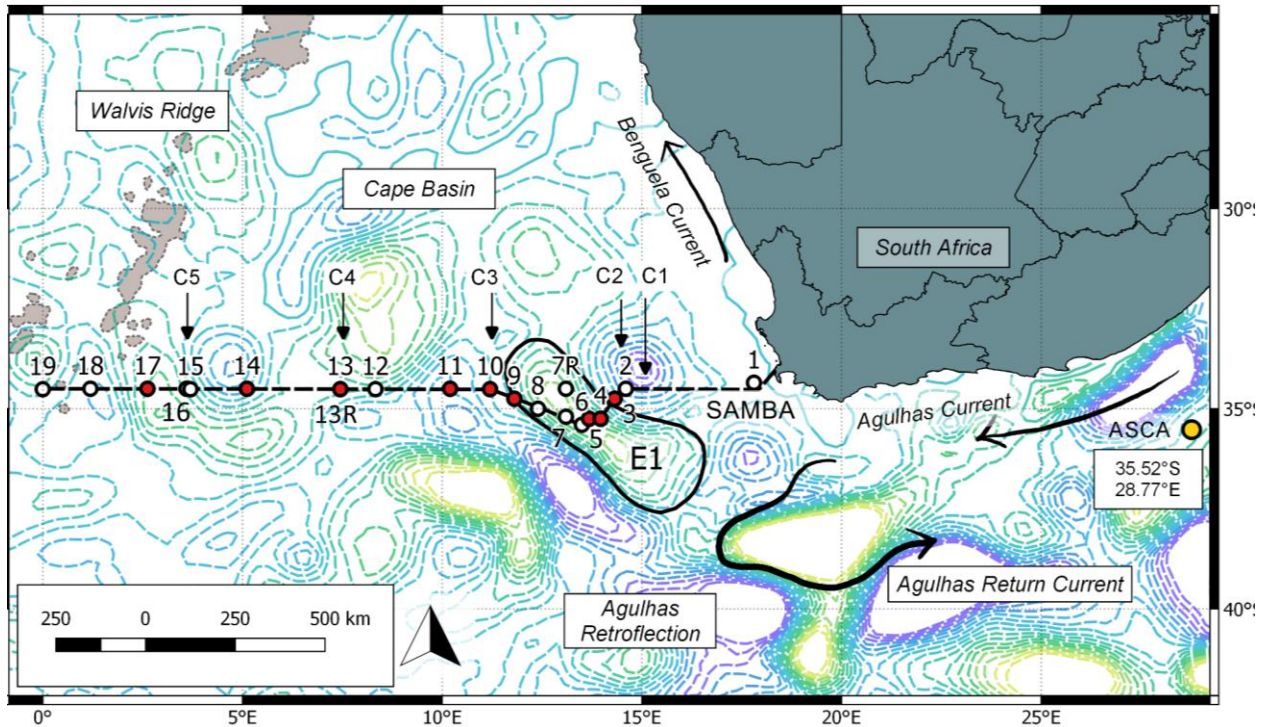 Walvis Ridge
Cape Basin
Benguela Current
30°S
South Africa
C5
C4
C3
C2
C1
19
18
17
15
14
13
12
11
10
9
8
7R
6
4
2
1
16
13R
7
5
3
SAMBA
E1
Agulhas Current
ASCA
35°S
35.52°S
28.77°E
Agulhas Return Current
Agulhas
Retroflection
40°S
250 0 250 500 km
0° 5°E 10°E 15°E 20°E 25°E